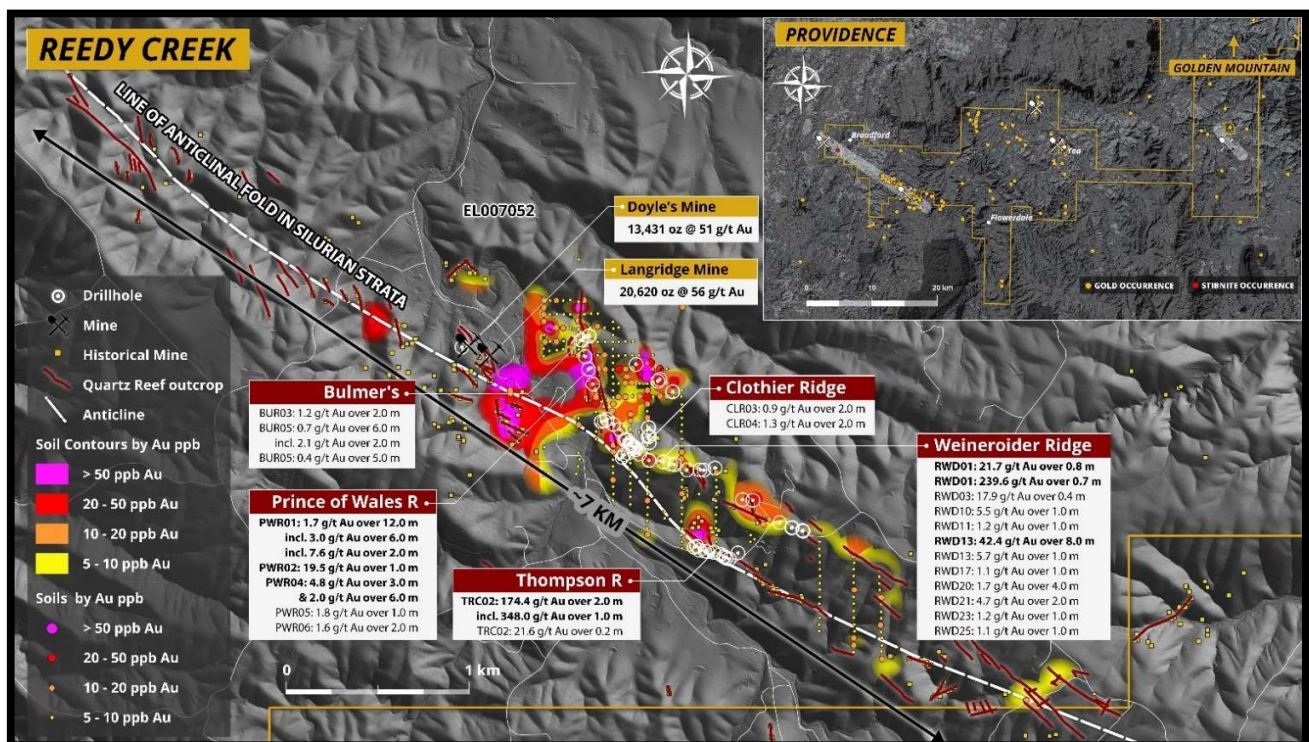 REEDY CREEK
LINE OF ANTICLINAL FOLD IN SILURIAN STRATA
EL007052
Doyle's Mine
13,431 oz @ 51 g/t Au
Langridge Mine
20,620 oz @ 56 g/t Au
PROVIDENCE
GOLDEN MOUNTAIN
Broadford
Yea
Flowerdale
0 10 20 km
GOLD OCCURRENCE
STIBNITE OCCURRENCE
Drillhole
Mine
Historical Mine
Quartz Reef outcrop
Anticline
Soil Contours by Au ppb
> 50 ppb Au
20 - 50 ppb Au
10 - 20 ppb Au
5 - 10 ppb Au
Soils by Au ppb
> 50 ppb Au
20 - 50 ppb Au
10 - 20 ppb Au
5 - 10 ppb Au
Bulmer's
BUR03: 1.2 g/t Au over 2.0 m
BUR05: 0.7 g/t Au over 6.0 m
incl. 2.1 g/t Au over 2.0 m
BUR05: 0.4 g/t Au over 5.0 m
Prince of Wales R
PWR01: 1.7 g/t Au over 12.0 m
incl. 3.0 g/t Au over 6.0 m
incl. 7.6 g/t Au over 2.0 m
PWR02: 19.5 g/t Au over 1.0 m
PWR04: 4.8 g/t Au over 3.0 m
& 2.0 g/t Au over 6.0 m
PWR05: 1.8 g/t Au over 1.0 m
PWR06: 1.6 g/t Au over 2.0 m
~7 KM
Clothier Ridge
CLR03: 0.9 g/t Au over 2.0 m
CLR04: 1.3 g/t Au over 2.0 m
Thompson R
TRC02: 174.4 g/t Au over 2.0 m
incl. 348.0 g/t Au over 1.0 m
TRC02: 21.6 g/t Au over 0.2 m
Weineroider Ridge
RWD01: 21.7 g/t Au over 0.8 m
RWD01: 239.6 g/t Au over 0.7 m
RWD03: 17.9 g/t Au over 0.4 m
RWD10: 5.5 g/t Au over 1.0 m
RWD11: 1.2 g/t Au over 1.0 m
RWD13: 42.4 g/t Au over 8.0 m
RWD13: 5.7 g/t Au over 1.0 m
RWD17: 1.1 g/t Au over 1.0 m
RWD20: 1.7 g/t Au over 4.0 m
RWD21: 4.7 g/t Au over 2.0 m
RWD23: 1.2 g/t Au over 1.0 m
RWD25: 1.1 g/t Au over 1.0 m
0 1 km